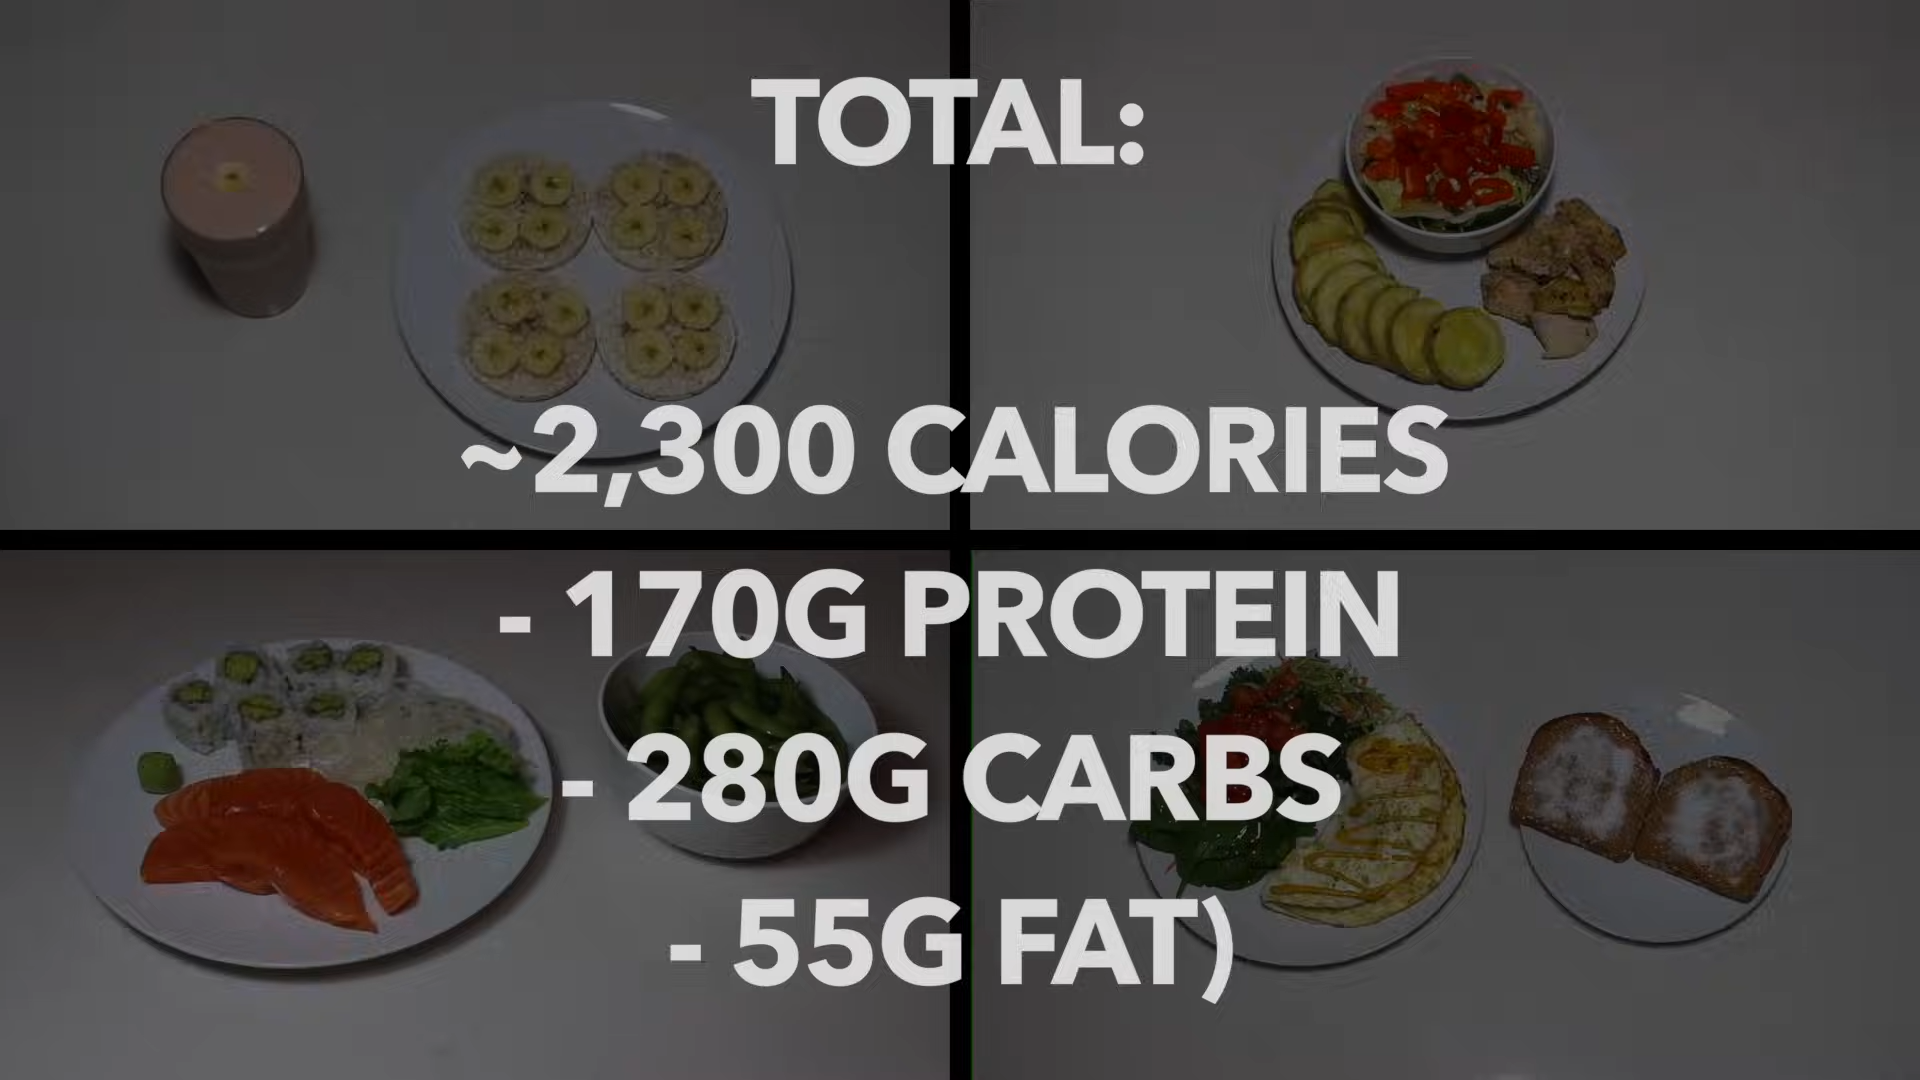 TOTAL:
~2,300 CALORIES
- 170G PROTEIN
- 280G CARBS
- 55G FAT)